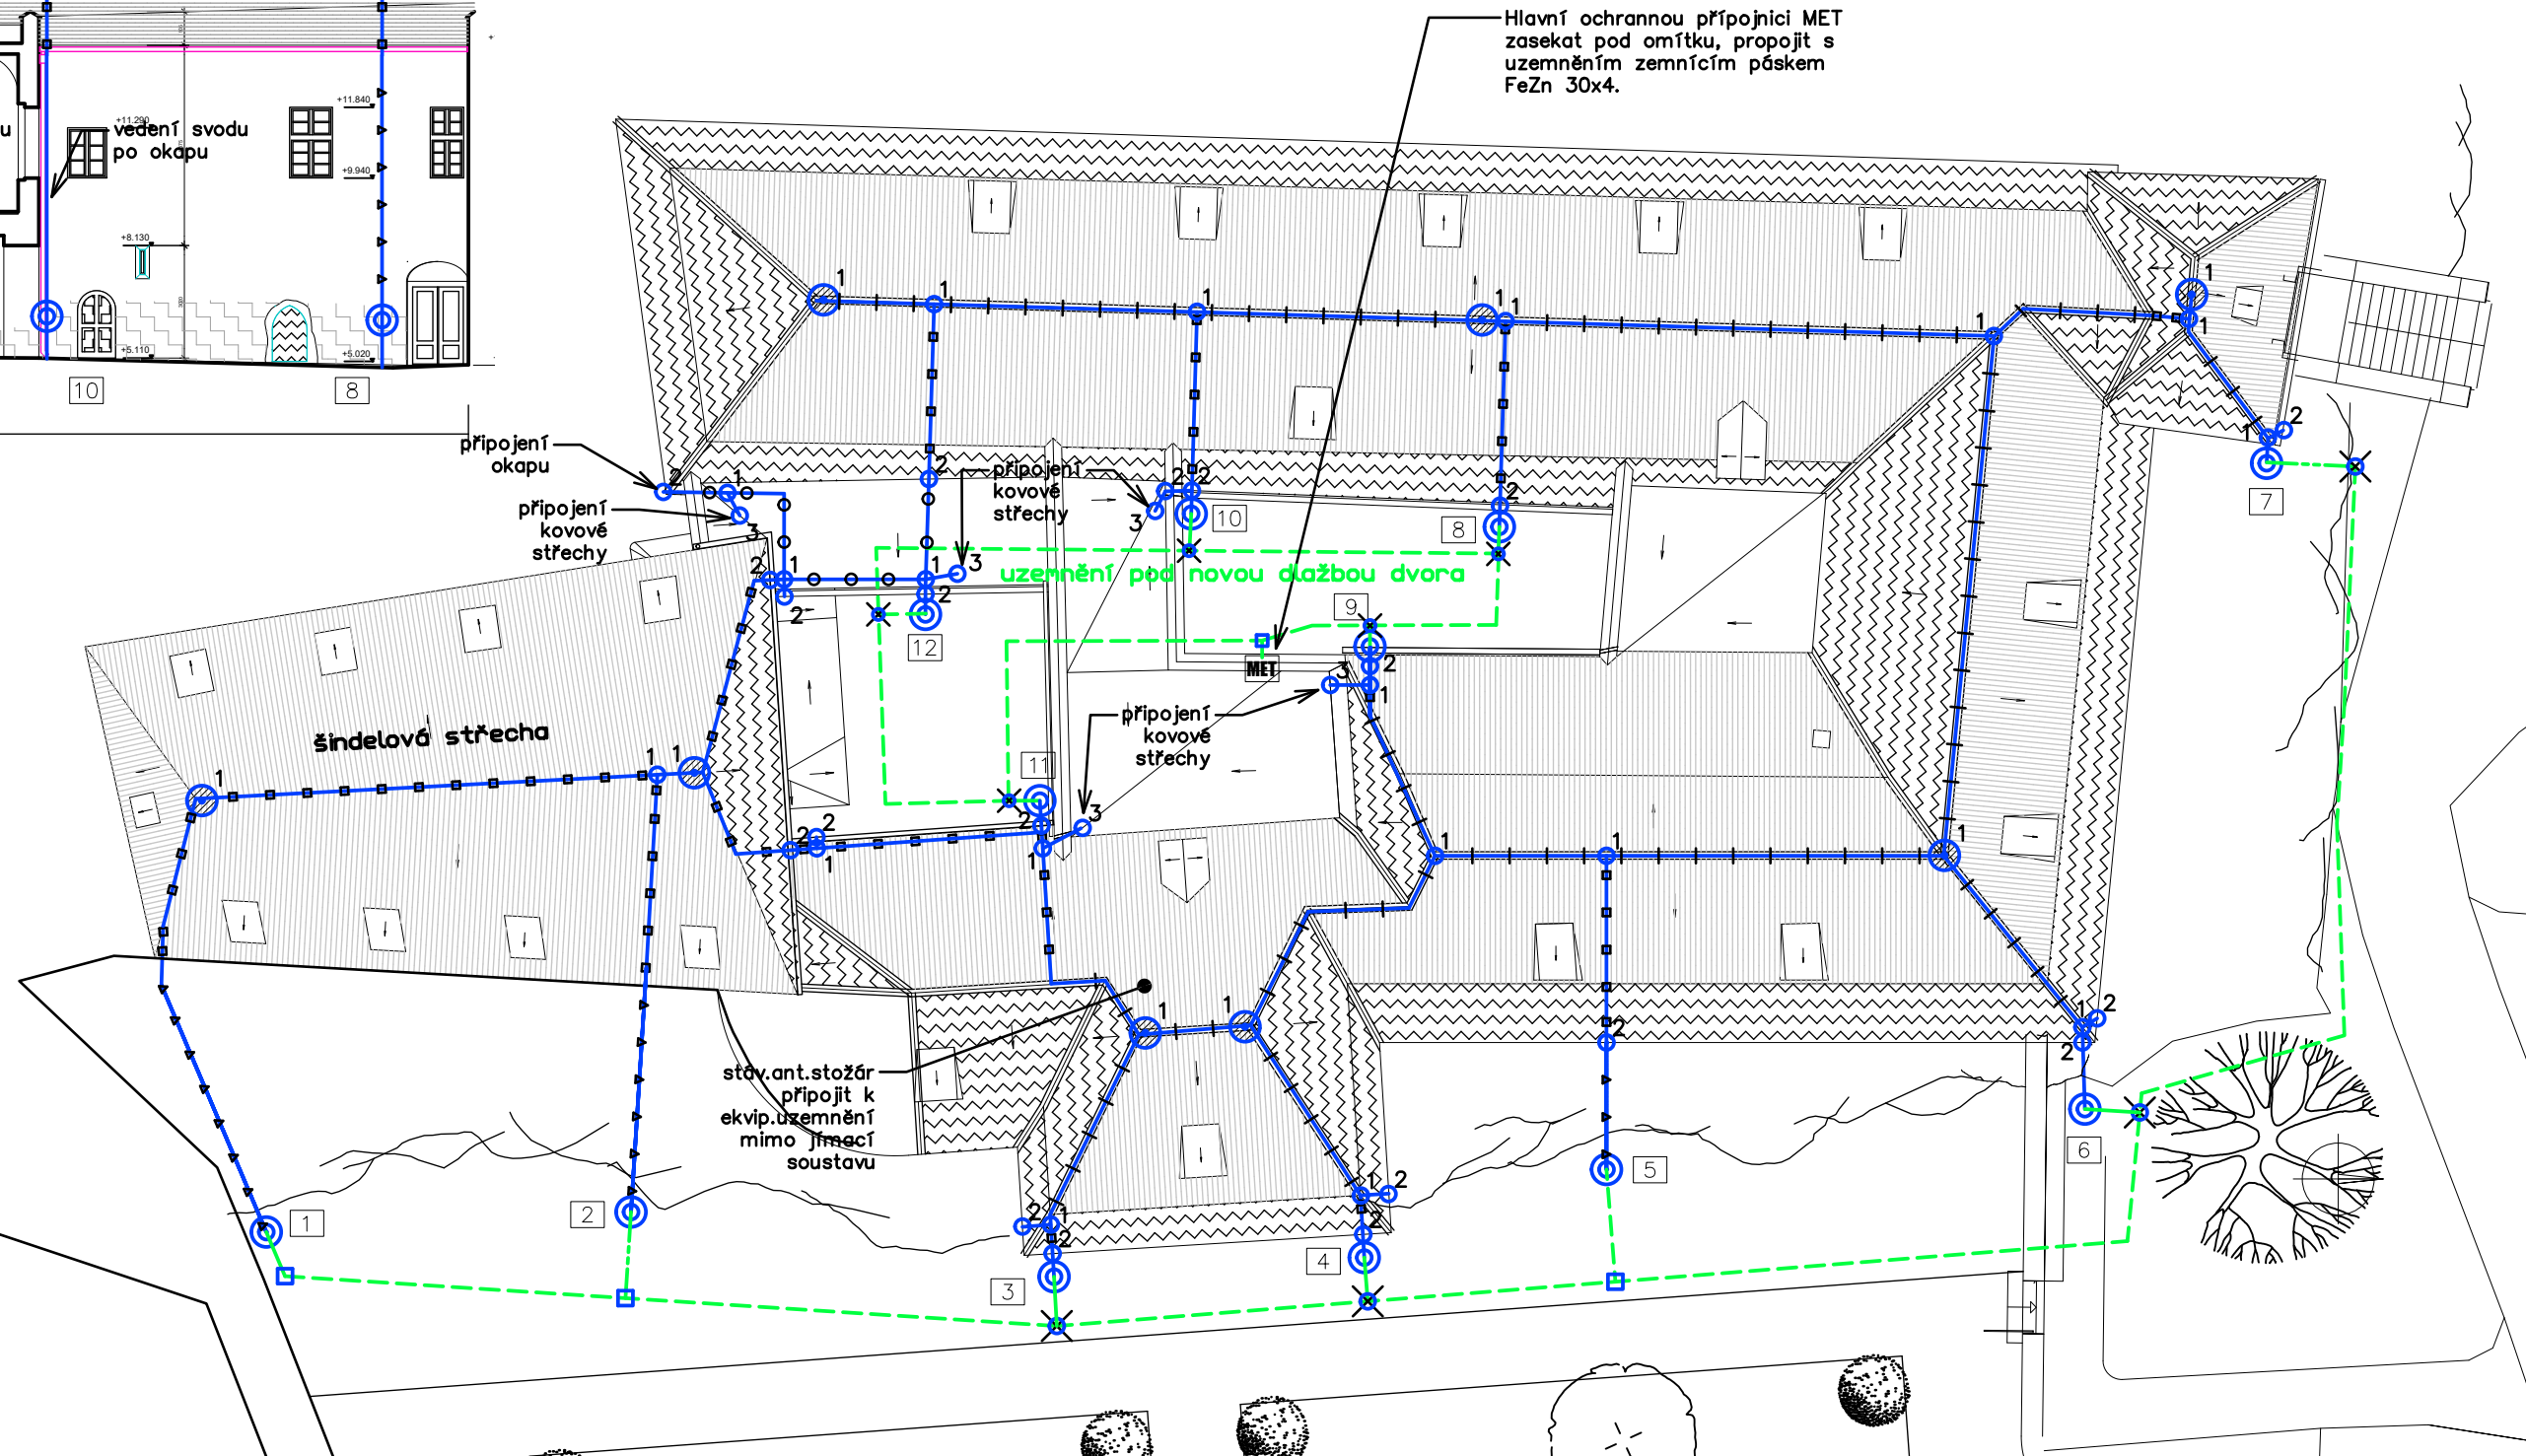 Hlavní ochrannou přípojnici MET
zasekat pod omítku, propojit s
uzemněním zemnícím páskem
FeZn 30x4.
u
vedení svodu
po okapu
+11.290
+11.840
+9.940
+8.130
+5.110
+5.020
10
8
připojení
okapu
připojení
kovové
střechy
připojení
kovové
střechy
uzemnění pod novou dlažbou dvora
MET
připojení
kovové
střechy
šindelová střecha
stáv.ant.stožár
připojit k
ekvip.uzemnění
mimo jímací
soustavu
1
2
3
4
5
6
7
8
9
10
11
12